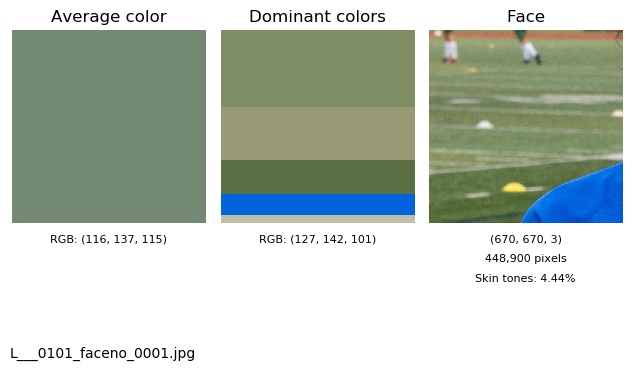 Average color
Dominant colors
Face
RGB: (116, 137, 115)
RGB: (127, 142, 101)
(670, 670, 3)
448,900 pixels
Skin tones: 4.44%
L___0101_faceno_0001.jpg